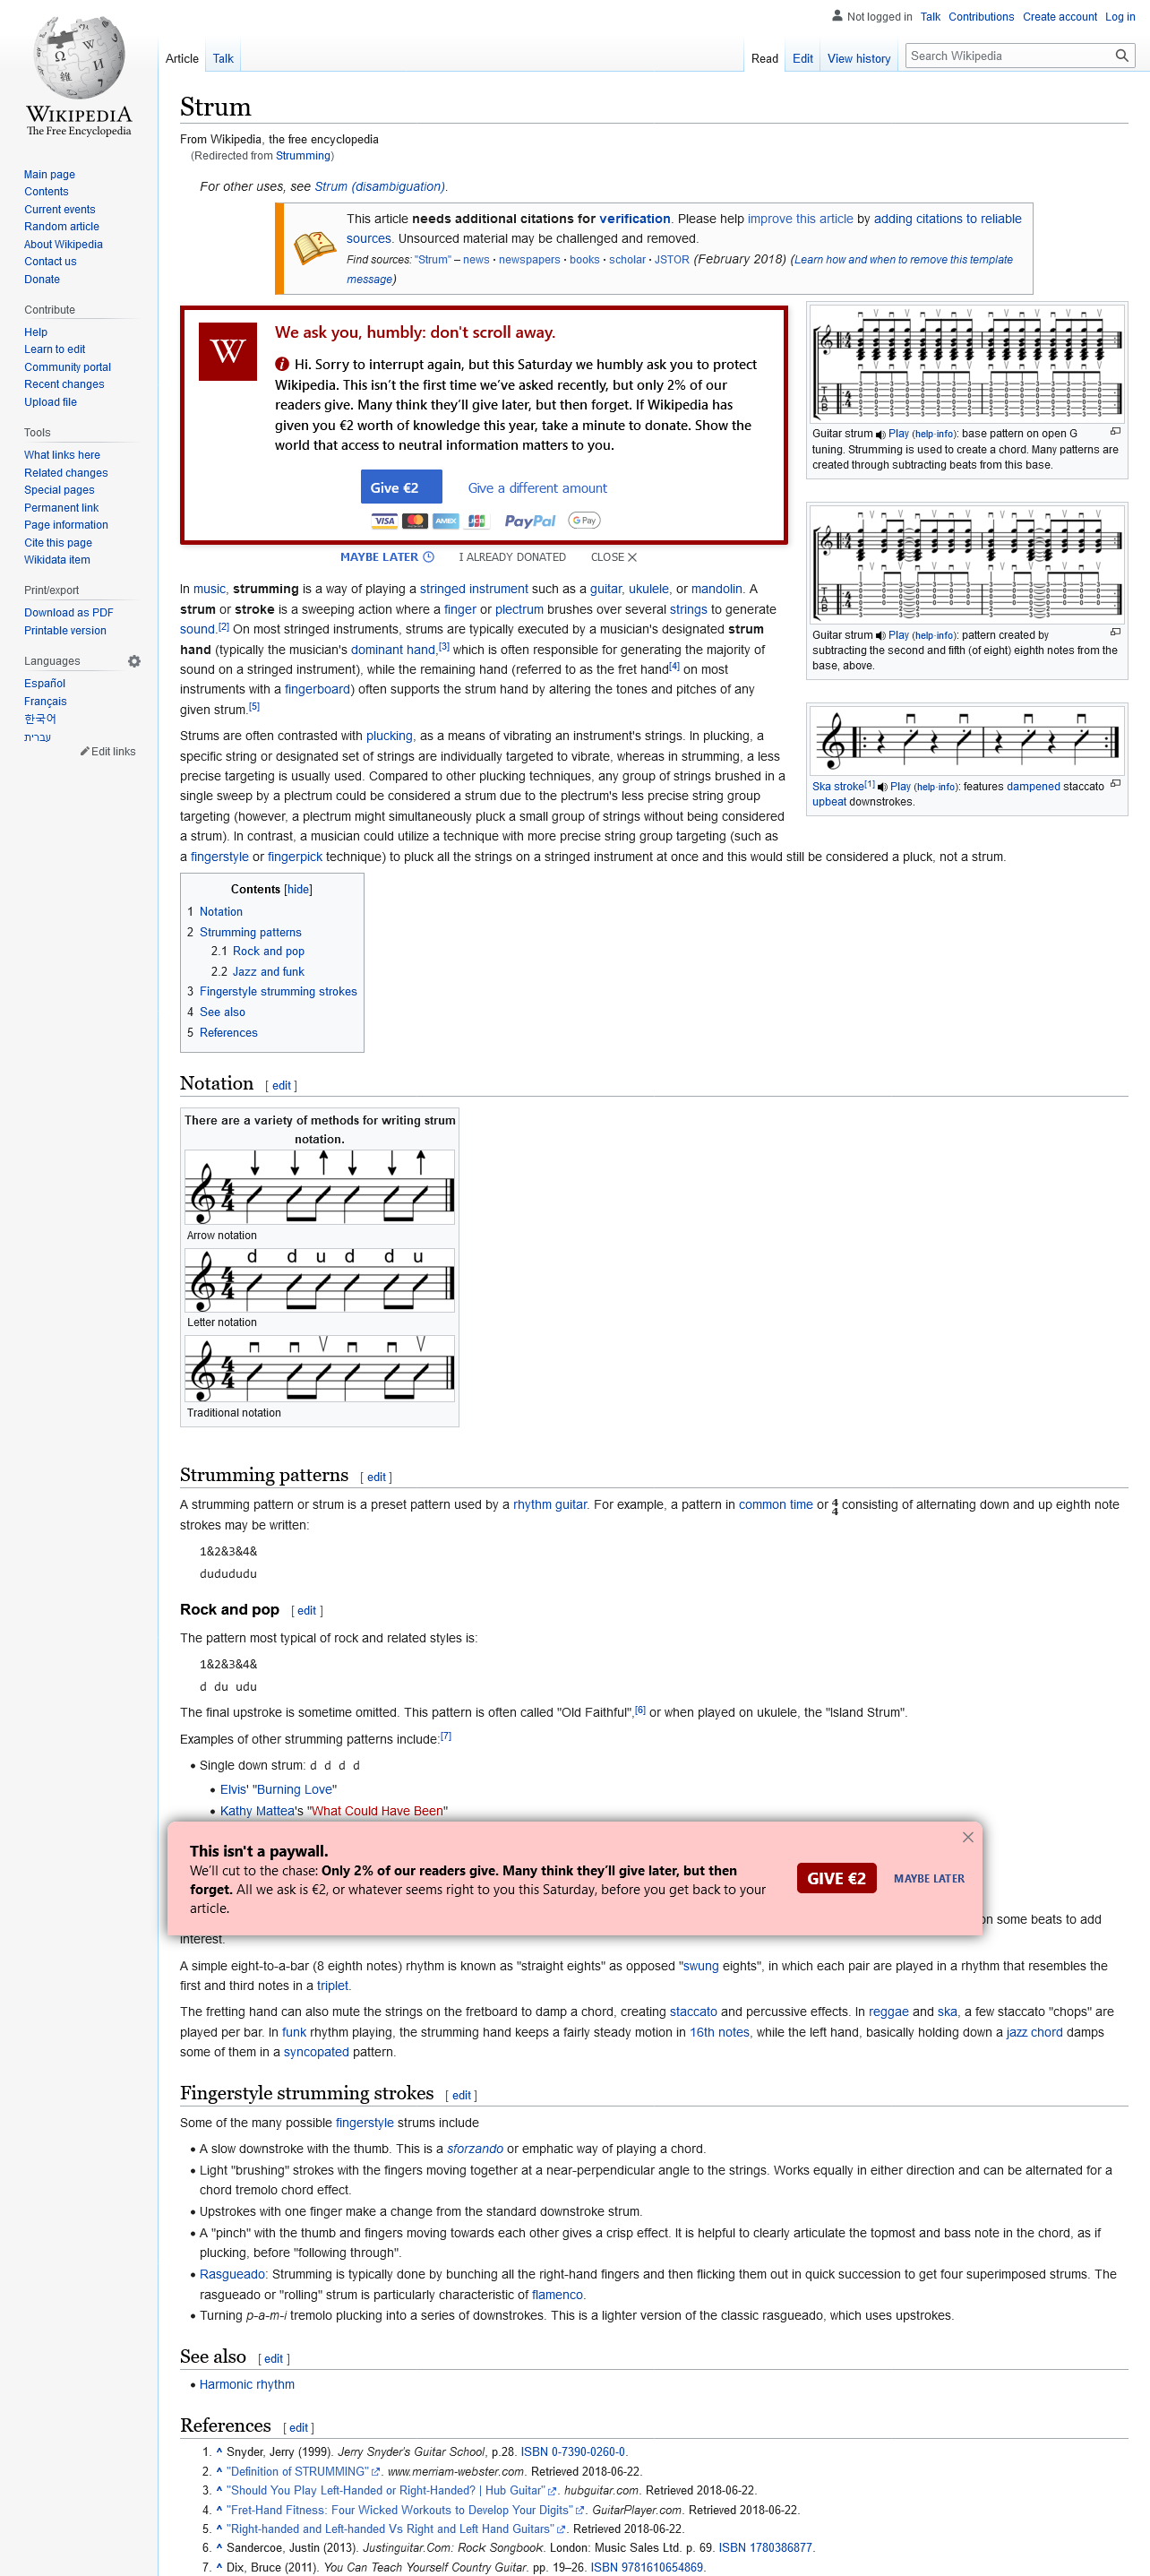 Not logged in Talk Contributions Create account Log in
Article Talk Read Edit View history Search Wikipedia
WIKIPEDIA
The Free Encyclopedia
Main page
Contents
Current events
Random article
About Wikipedia
Contact us
Donate
Contribute
Help
Learn to edit
Community portal
Recent changes
Upload file
Tools
What links here
Related changes
Special pages
Permanent link
Page information
Cite this page
Wikidata item
Print/export
Download as PDF
Printable version
Languages
Español
Français
한국어
עברית
Edit links
Strum
From Wikipedia, the free encyclopedia
(Redirected from Strumming)
For other uses, see Strum (disambiguation).
This article needs additional citations for verification. Please help improve this article by adding citations to reliable
sources. Unsourced material may be challenged and removed.
Find sources: "Strum" – news · newspapers · books · scholar · JSTOR (February 2018) (Learn how and when to remove this template
message)
W
We ask you, humbly: don't scroll away.
Hi. Sorry to interrupt again, but this Saturday we humbly ask you to protect
Wikipedia. This isn't the first time we've asked recently, but only 2% of our
readers give. Many think they'll give later, but then forget. If Wikipedia has
given you €2 worth of knowledge this year, take a minute to donate. Show the
world that access to neutral information matters to you.
Give €2 Give a different amount
VISA AMEX JCB PayPal G Pay
MAYBE LATER I ALREADY DONATED CLOSE
Guitar strum Play (help·info): base pattern on open G
tuning. Strumming is used to create a chord. Many patterns are
created through subtracting beats from this base.
Guitar strum Play (help·info): pattern created by
subtracting the second and fifth (of eight) eighth notes from the
base, above.
Ska stroke[1] Play (help·info): features dampened staccato
upbeat downstrokes.
In music, strumming is a way of playing a stringed instrument such as a guitar, ukulele, or mandolin. A
strum or stroke is a sweeping action where a finger or plectrum brushes over several strings to generate
sound.[2] On most stringed instruments, strums are typically executed by a musician's designated strum
hand (typically the musician's dominant hand,[3] which is often responsible for generating the majority of
sound on a stringed instrument), while the remaining hand (referred to as the fret hand[4] on most
instruments with a fingerboard) often supports the strum hand by altering the tones and pitches of any
given strum.[5]
Strums are often contrasted with plucking, as a means of vibrating an instrument's strings. In plucking, a
specific string or designated set of strings are individually targeted to vibrate, whereas in strumming, a less
precise targeting is usually used. Compared to other plucking techniques, any group of strings brushed in a
single sweep by a plectrum could be considered a strum due to the plectrum's less precise string group
targeting (however, a plectrum might simultaneously pluck a small group of strings without being considered
a strum). In contrast, a musician could utilize a technique with more precise string group targeting (such as
a fingerstyle or fingerpick technique) to pluck all the strings on a stringed instrument at once and this would still be considered a pluck, not a strum.
Contents [hide]
1 Notation
2 Strumming patterns
2.1 Rock and pop
2.2 Jazz and funk
3 Fingerstyle strumming strokes
4 See also
5 References
Notation [ edit ]
There are a variety of methods for writing strum
notation.
Arrow notation
d d u d d u
Letter notation
Traditional notation
Strumming patterns [ edit ]
A strumming pattern or strum is a preset pattern used by a rhythm guitar. For example, a pattern in common time or 4/4 consisting of alternating down and up eighth note
strokes may be written:
1&2&3&4&
dudududu
Rock and pop [ edit ]
The pattern most typical of rock and related styles is:
1&2&3&4&
d du udu
The final upstroke is sometime omitted. This pattern is often called "Old Faithful",[6] or when played on ukulele, the "Island Strum".
Examples of other strumming patterns include:[7]
• Single down strum: d d d d
• Elvis' "Burning Love"
• Kathy Mattea's "What Could Have Been"
This isn't a paywall.
We'll cut to the chase: Only 2% of our readers give. Many think they'll give later, but then
forget. All we ask is €2, or whatever seems right to you this Saturday, before you get back to your
article.
GIVE €2 MAYBE LATER
on some beats to add
interest.
A simple eight-to-a-bar (8 eighth notes) rhythm is known as "straight eights" as opposed "swung eights", in which each pair are played in a rhythm that resembles the
first and third notes in a triplet.
The fretting hand can also mute the strings on the fretboard to damp a chord, creating staccato and percussive effects. In reggae and ska, a few staccato "chops" are
played per bar. In funk rhythm playing, the strumming hand keeps a fairly steady motion in 16th notes, while the left hand, basically holding down a jazz chord damps
some of them in a syncopated pattern.
Fingerstyle strumming strokes [ edit ]
Some of the many possible fingerstyle strums include
• A slow downstroke with the thumb. This is a sforzando or emphatic way of playing a chord.
• Light "brushing" strokes with the fingers moving together at a near-perpendicular angle to the strings. Works equally in either direction and can be alternated for a
chord tremolo chord effect.
• Upstrokes with one finger make a change from the standard downstroke strum.
• A "pinch" with the thumb and fingers moving towards each other gives a crisp effect. It is helpful to clearly articulate the topmost and bass note in the chord, as if
plucking, before "following through".
• Rasgueado: Strumming is typically done by bunching all the right-hand fingers and then flicking them out in quick succession to get four superimposed strums. The
rasgueado or "rolling" strum is particularly characteristic of flamenco.
• Turning p-a-m-i tremolo plucking into a series of downstrokes. This is a lighter version of the classic rasgueado, which uses upstrokes.
See also [ edit ]
• Harmonic rhythm
References [ edit ]
1. ^ Snyder, Jerry (1999). Jerry Snyder's Guitar School, p.28. ISBN 0-7390-0260-0.
2. ^ "Definition of STRUMMING". www.merriam-webster.com. Retrieved 2018-06-22.
3. ^ "Should You Play Left-Handed or Right-Handed? | Hub Guitar". hubguitar.com. Retrieved 2018-06-22.
4. ^ "Fret-Hand Fitness: Four Wicked Workouts to Develop Your Digits". GuitarPlayer.com. Retrieved 2018-06-22.
5. ^ "Right-handed and Left-handed Vs Right and Left Hand Guitars". Retrieved 2018-06-22.
6. ^ Sandercoe, Justin (2013). Justinguitar.Com: Rock Songbook. London: Music Sales Ltd. p. 69. ISBN 1780386877.
7. ^ Dix, Bruce (2011). You Can Teach Yourself Country Guitar. pp. 19–26. ISBN 9781610654869.